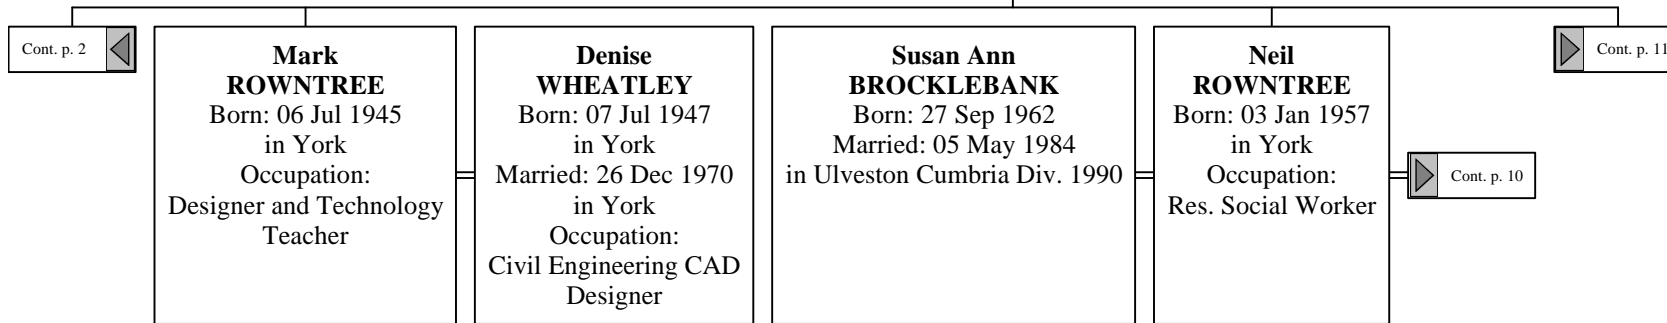 Cont. p. 2
Mark
ROWNTREE
Born: 06 Jul 1945
in York
Occupation:
Designer and Technology
Teacher
Denise
WHEATLEY
Born: 07 Jul 1947
in York
Married: 26 Dec 1970
in York
Occupation:
Civil Engineering CAD
Designer
Susan Ann
BROCKLEBANK
Born: 27 Sep 1962
Married: 05 May 1984
in Ulveston Cumbria Div. 1990
Neil
ROWNTREE
Born: 03 Jan 1957
in York
Occupation:
Res. Social Worker
Cont. p. 10
Cont. p. 11